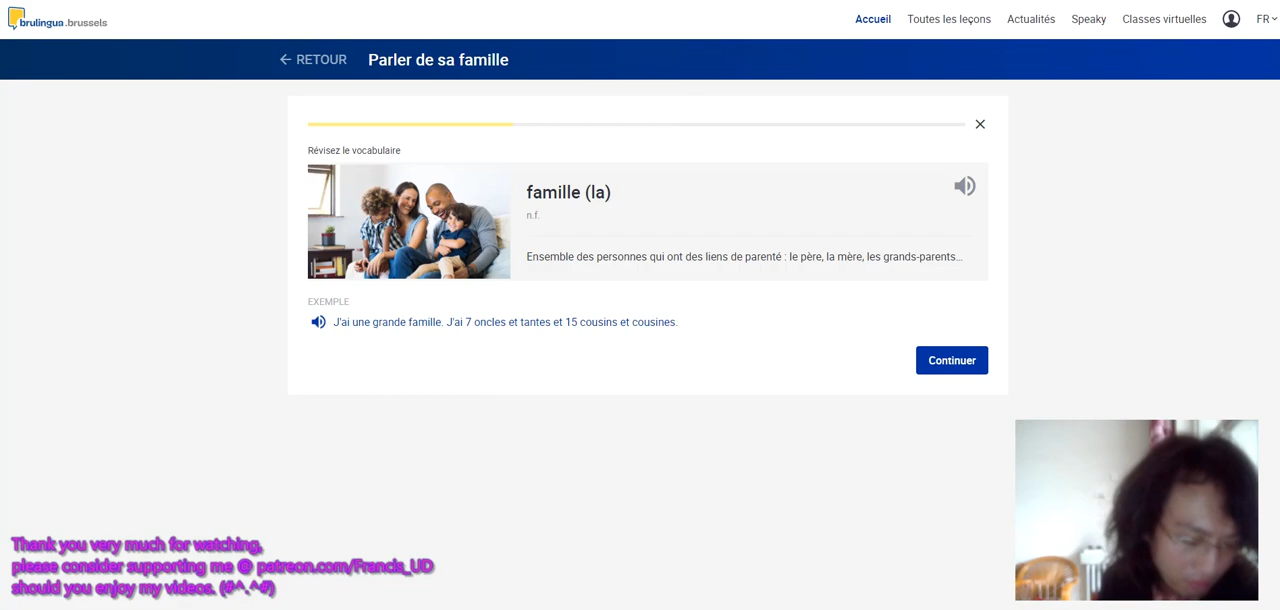 brulingua.brussels
Accueil Toutes les leçons Actualités Speaky Classes virtuelles FR
← RETOUR Parler de sa famille
Révisez le vocabulaire
famille (la)
n.f.
Ensemble des personnes qui ont des liens de parenté : le père, la mère, les grands-parents...
EXEMPLE
J'ai une grande famille. J'ai 7 oncles et tantes et 15 cousins et cousines.
Continuer
Thank you very much for watching,
please consider supporting me @ patreon.com/Francis_UD
should you enjoy my videos. (#^.^#)